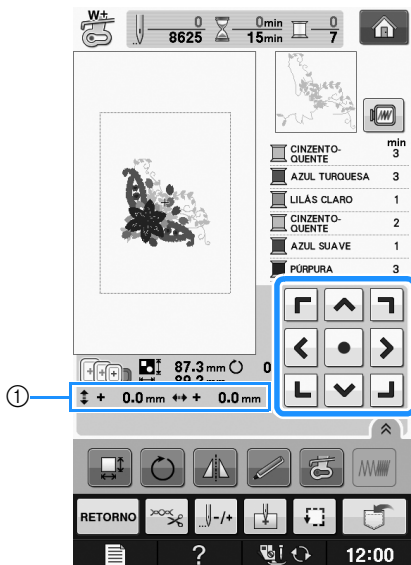 W+
0 0min 0
8625 15min 7
min
CINZENTO-
QUENTE 3
AZUL TURQUESA 3
LILÁS CLARO 1
CINZENTO-
QUENTE 2
AZUL SUAVE 1
PÚRPURA 3
87.3 mm 0
1 + 0.0 mm + 0.0 mm
RETORNO -/+
? 12:00